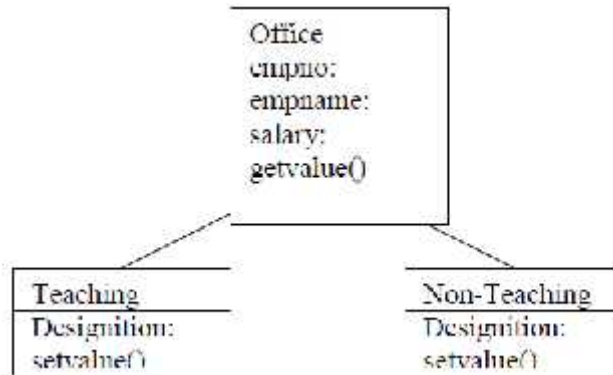 Office
empno:
empname:
salary:
getvalue()
Teaching
Designition:
setvalue()
Non-Teaching
Designition:
setvalue()